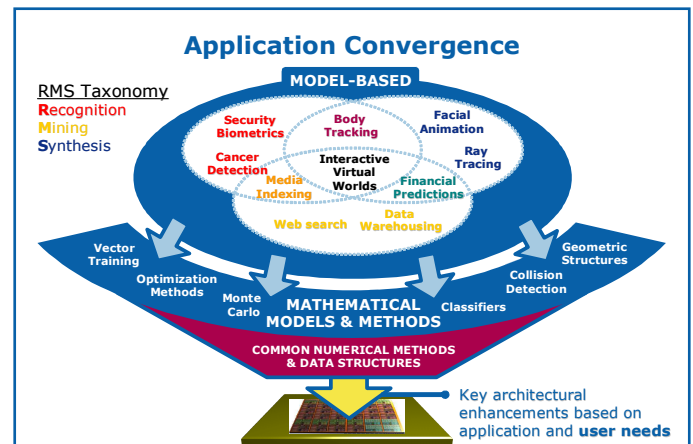 Application Convergence
MODEL-BASED
RMS Taxonomy
Recognition
Mining
Synthesis
Security
Biometrics
Body
Tracking
Facial
Animation
Cancer
Detection
Interactive
Virtual
Worlds
Ray
Tracing
Media
Indexing
Financial
Predictions
Web search
Data
Warehousing
Vector
Training
Optimization
Methods
Monte
Carlo
MATHEMATICAL
MODELS & METHODS
Classifiers
Collision
Detection
Geometric
Structures
COMMON NUMERICAL METHODS
& DATA STRUCTURES
Key architectural
enhancements based on
application and user needs